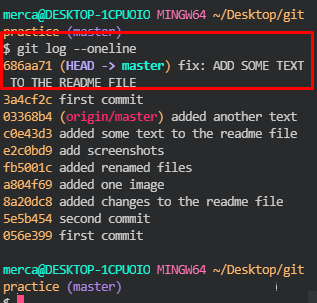 merca@DESKTOP-1CPUOIO MINGW64 ~/Desktop/git
practice (master)
$ git log --oneline
686aa71 (HEAD -> master) fix: ADD SOME TEXT
TO THE README FILE
3a4cf2c first commit
03368b4 (origin/master) added another text
c0e43d3 added some text to the readme file
e2c0bd9 add screenshots
fb5001c added renamed files
a804f69 added one image
8a20dc8 added changes to the readme file
5e5b454 second commit
056e399 first commit
merca@DESKTOP-1CPUOIO MINGW64 ~/Desktop/git
practice (master)
$